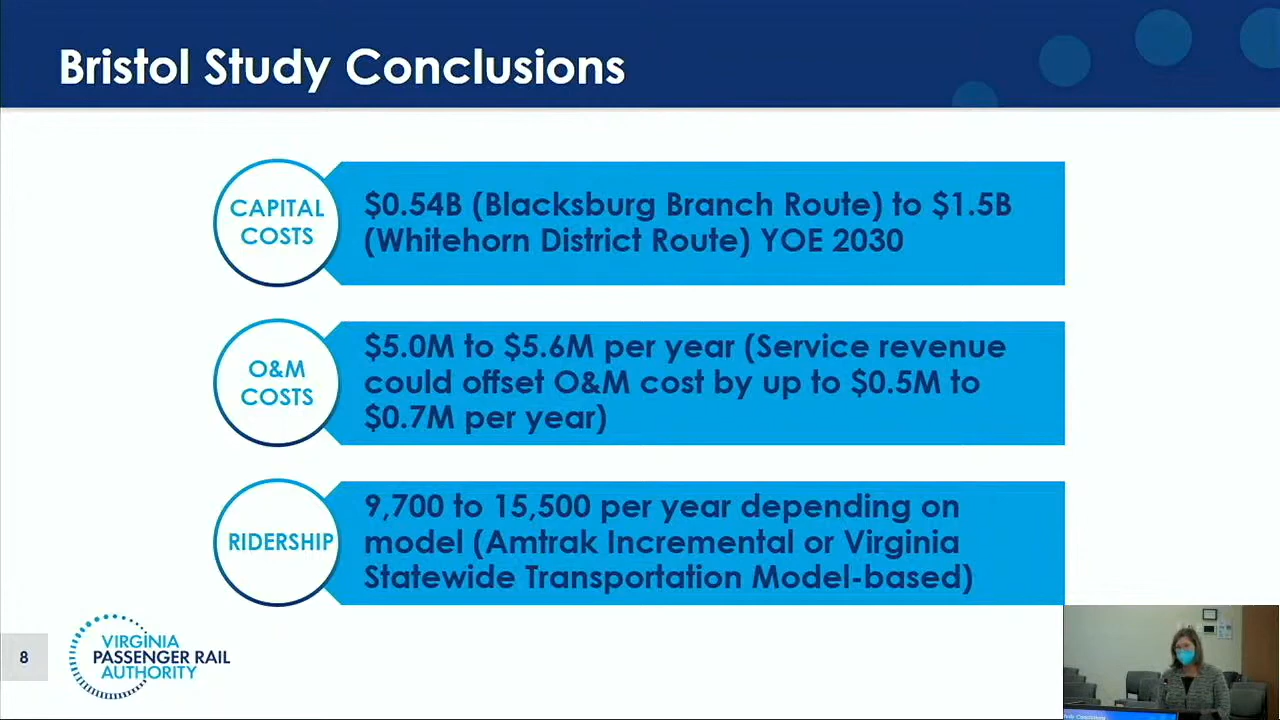 Bristol Study Conclusions
CAPITAL
COSTS
$0.54B (Blacksburg Branch Route) to $1.5B
(Whitehorn District Route) YOE 2030
O&M
COSTS
$5.0M to $5.6M per year (Service revenue
could offset O&M cost by up to $0.5M to
$0.7M per year)
RIDERSHIP
9,700 to 15,500 per year depending on
model (Amtrak Incremental or Virginia
Statewide Transportation Model-based)
8
VIRGINIA
PASSENGER RAIL
AUTHORITY
Study Conclusions